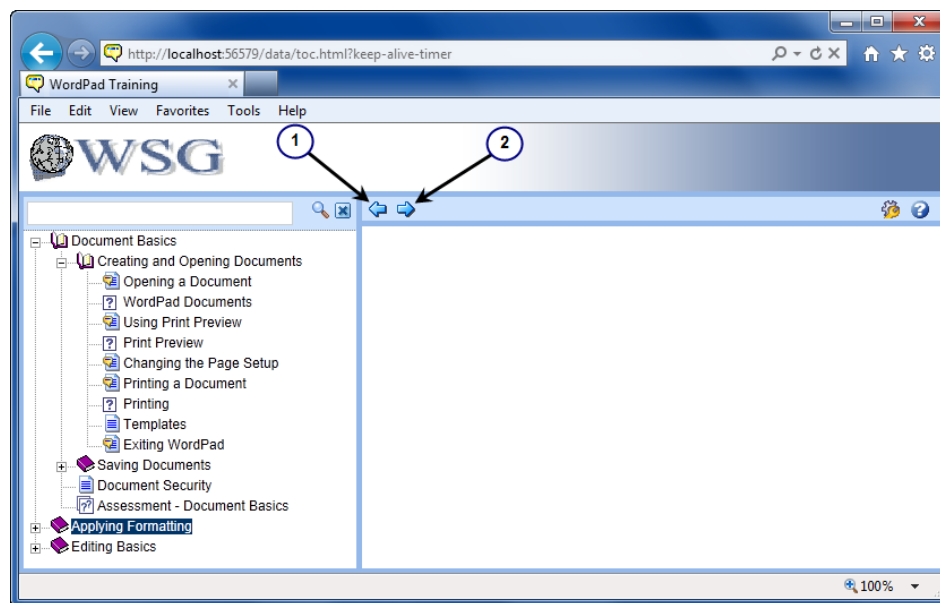 http://localhost:56579/data/toc.html?keep-alive-timer
WordPad Training
File Edit View Favorites Tools Help
WSG
1
2
Document Basics
Creating and Opening Documents
Opening a Document
WordPad Documents
Using Print Preview
Print Preview
Changing the Page Setup
Printing a Document
Printing
Templates
Exiting WordPad
Saving Documents
Document Security
Assessment - Document Basics
Applying Formatting
Editing Basics
100%